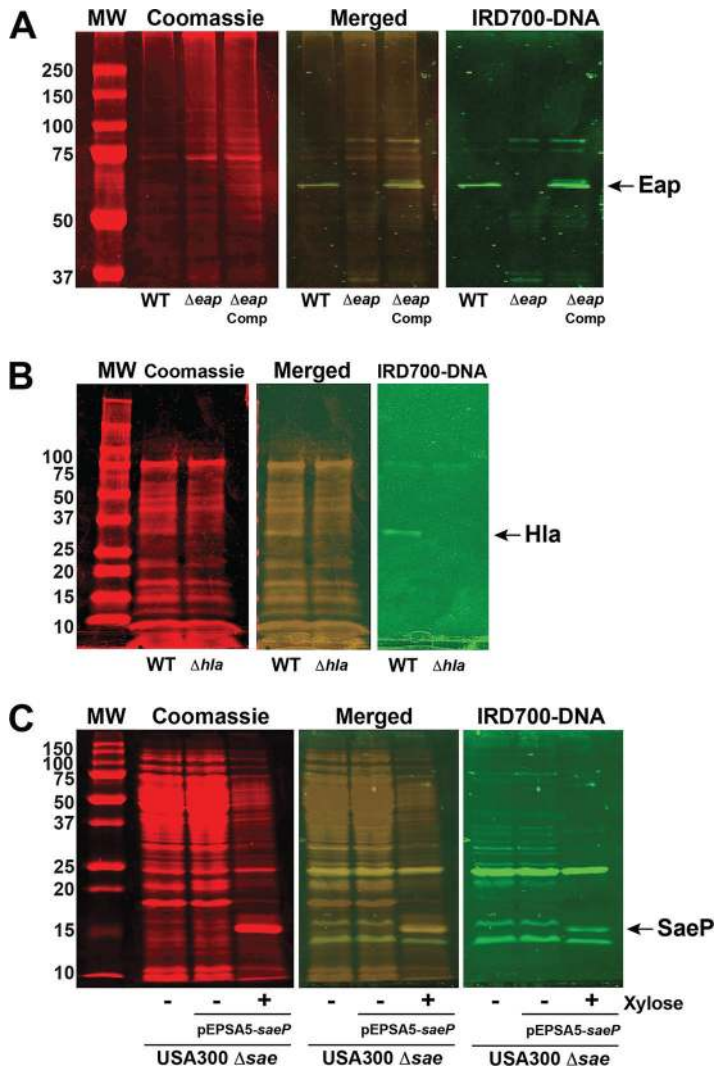 A
MW Coomassie Merged IRD700-DNA
250
150
100
75
50
37
← Eap
WT Δeap Δeap Comp WT Δeap Δeap Comp WT Δeap Δeap Comp
B
MW Coomassie Merged IRD700-DNA
100
75
50
37
25
20
15
10
← Hla
WT Δhla WT Δhla WT Δhla
C
MW Coomassie Merged IRD700-DNA
150
100
75
50
37
25
20
15
10
← SaeP
- - + - - + - - + Xylose
pEPSA5-saeP pEPSA5-saeP pEPSA5-saeP
USA300 Δsae USA300 Δsae USA300 Δsae